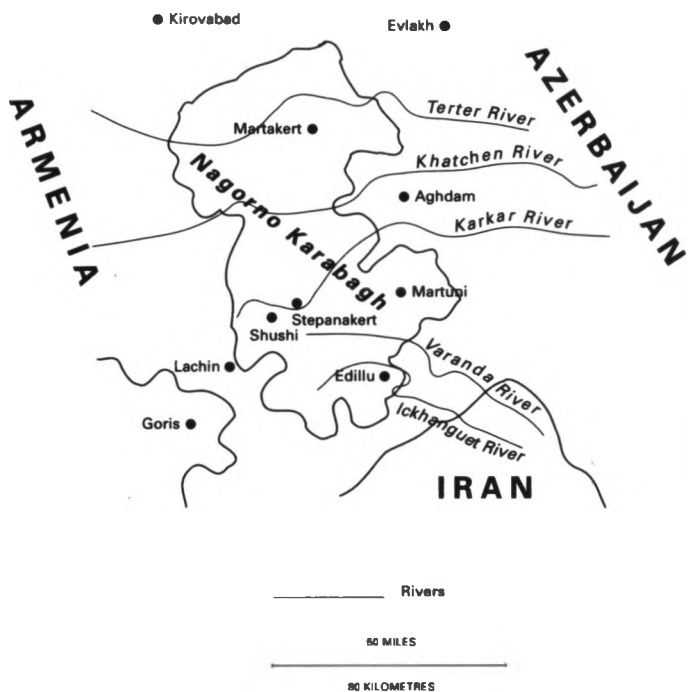 Kirovabad
Evlakh
ARMENIA
AZERBAIJAN
Terter River
Martakert
Khatchen River
Nagorno Karabagh
Aghdam
Karkar River
Martuni
Stepanakert
Shushi
Lachin
Edillu
Varanda River
Goris
Ickhanguet River
IRAN
Rivers
50 MILES
80 KILOMETRES